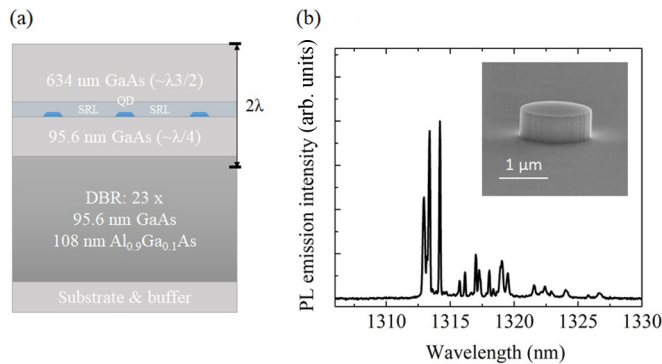 (a)
634 nm GaAs (~λ3/2)
QD
SRL
SRL
95.6 nm GaAs (~λ/4)
2λ
DBR: 23 x
95.6 nm GaAs
108 nm Al₀.₉Ga₀.₁As
Substrate & buffer
(b)
PL emission intensity (arb. units)
1 μm
1310 1315 1320 1325 1330
Wavelength (nm)